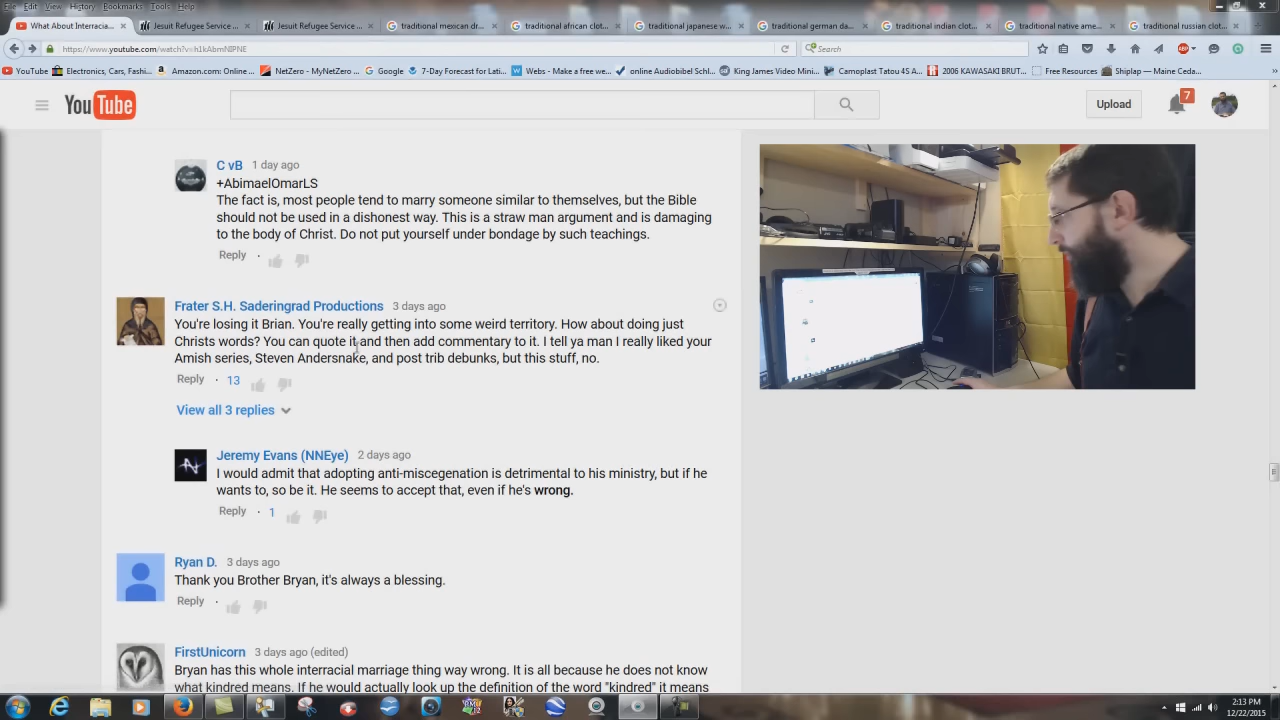 File Edit View History Bookmarks Tools Help
What About Interracia...
Jesuit Refugee Service ...
Jesuit Refugee Service ...
traditional mexican dr...
traditional african clot...
traditional japanese w...
traditional german da...
traditional indian clot...
traditional native ame...
traditional russian clot...
Search
YouTube
Electronics, Cars, Fashi...
Amazon.com: Online ...
NetZero - MyNetZero ...
Google
7-Day Forecast for Lati...
Webs - Make a free we...
online Audiobibel Schl...
King James Video Mini...
Camoplast Tatou 4S A...
2006 KAWASAKI BRUT...
Free Resources
Shiplap — Maine Ceda...
YouTube
Upload
7
C vB 1 day ago
+AbimaelOmarLS
The fact is, most people tend to marry someone similar to themselves, but the Bible
should not be used in a dishonest way. This is a straw man argument and is damaging
to the body of Christ. Do not put yourself under bondage by such teachings.
Reply ·
Frater S.H. Saderingrad Productions 3 days ago
You're losing it Brian. You're really getting into some weird territory. How about doing just
Christs words? You can quote it and then add commentary to it. I tell ya man I really liked your
Amish series, Steven Andersnake, and post trib debunks, but this stuff, no.
Reply · 13
View all 3 replies
Jeremy Evans (NNEye) 2 days ago
I would admit that adopting anti-miscegenation is detrimental to his ministry, but if he
wants to, so be it. He seems to accept that, even if he's wrong.
Reply · 1
Ryan D. 3 days ago
Thank you Brother Bryan, it's always a blessing.
Reply ·
FirstUnicorn 3 days ago (edited)
Bryan has this whole interracial marriage thing way wrong. It is all because he does not know
what kindred means. If he would actually look up the definition of the word "kindred" it means
2:13 PM
12/22/2015